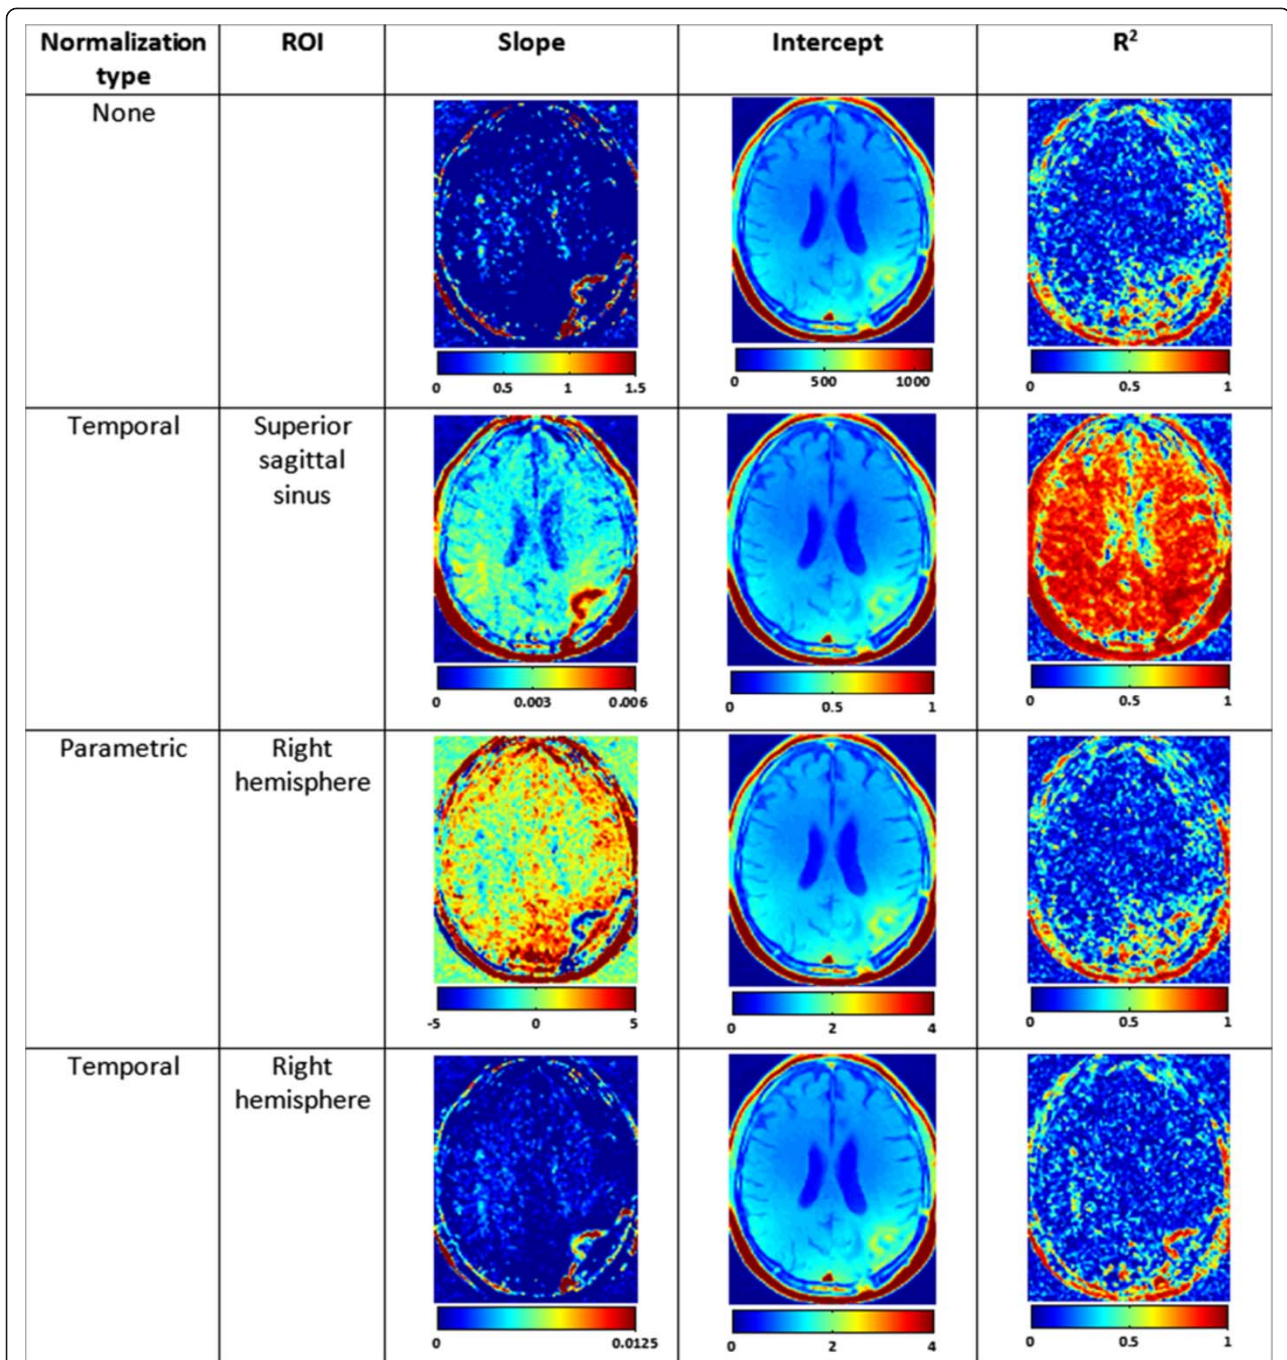 Normalization type ROI Slope Intercept R²
None
0 0.5 1 1.5 0 500 1000 0 0.5 1
Temporal Superior sagittal sinus
0 0.003 0.006 0 0.5 1 0 0.5 1
Parametric Right hemisphere
-5 0 5 0 2 4 0 0.5 1
Temporal Right hemisphere
0 0.0125 0 2 4 0 0.5 1